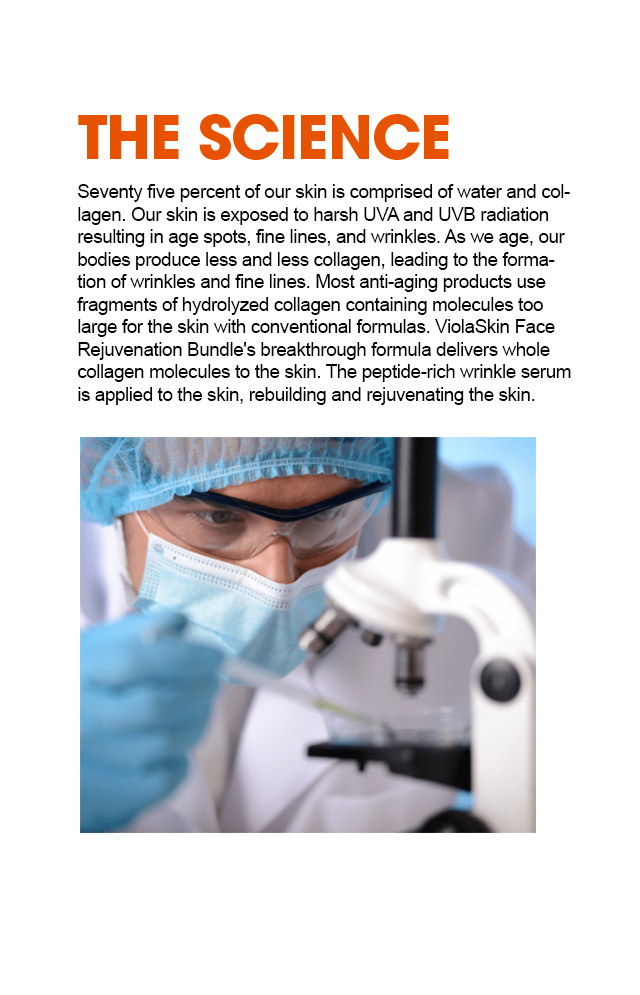 THE SCIENCE
Seventy five percent of our skin is comprised of water and col-
lagen. Our skin is exposed to harsh UVA and UVB radiation
resulting in age spots, fine lines, and wrinkles. As we age, our
bodies produce less and less collagen, leading to the forma-
tion of wrinkles and fine lines. Most anti-aging products use
fragments of hydrolyzed collagen containing molecules too
large for the skin with conventional formulas. ViolaSkin Face
Rejuvenation Bundle's breakthrough formula delivers whole
collagen molecules to the skin. The peptide-rich wrinkle serum
is applied to the skin, rebuilding and rejuvenating the skin.